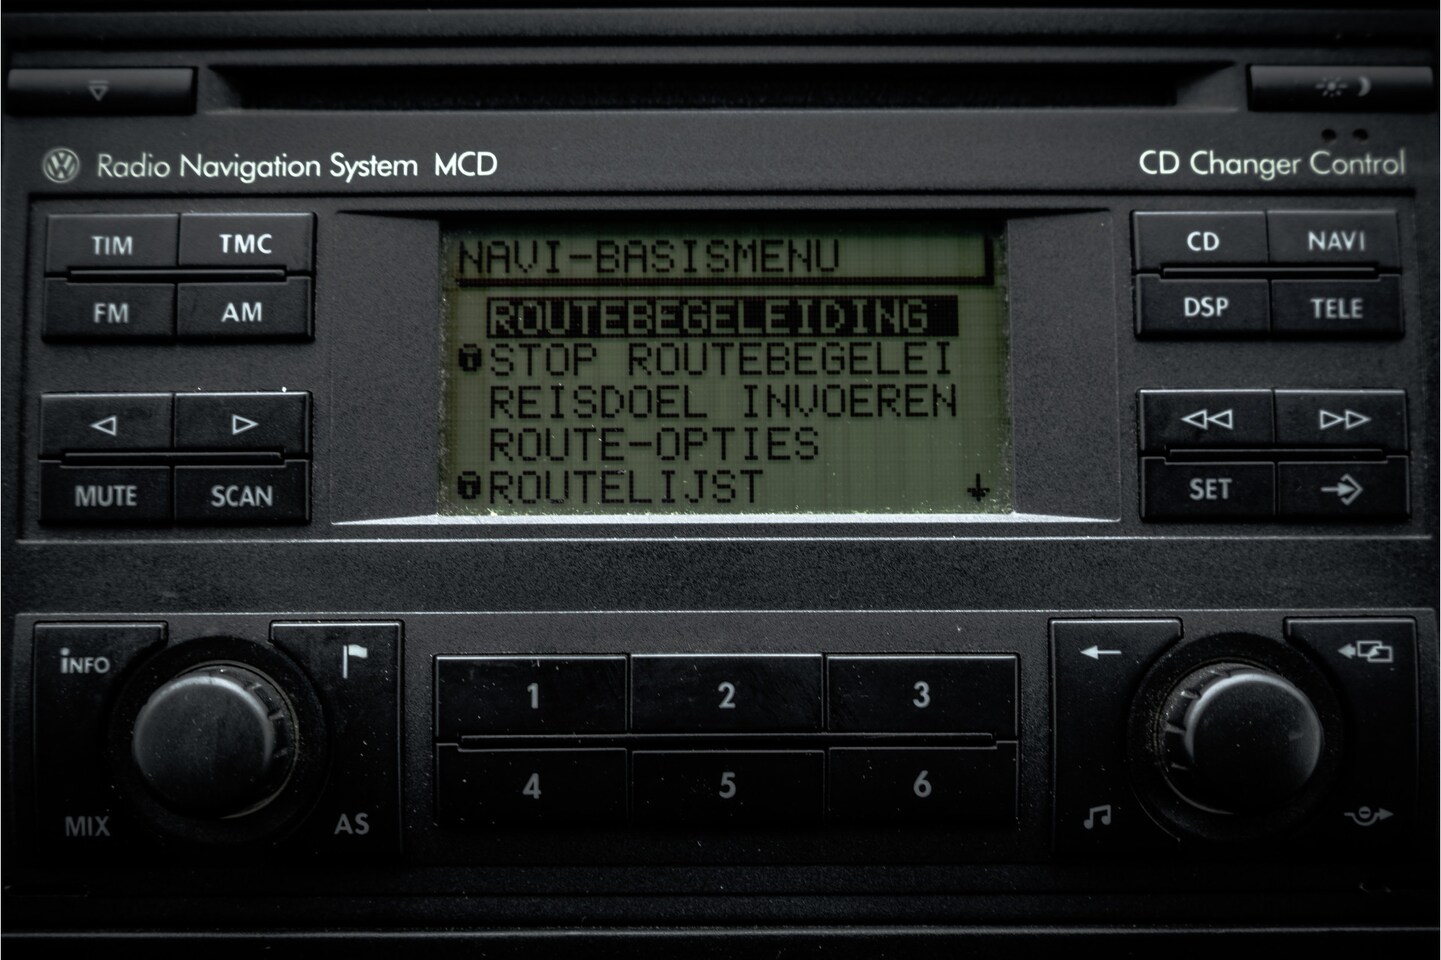 Radio Navigation System MCD
CD Changer Control
TIM TMC
FM AM
MUTE SCAN
NAVI-BASISMENU
ROUTEBEGELEIDING
STOP ROUTEBEGELEI
REISDOEL INVOEREN
ROUTE-OPTIES
ROUTELIJST
CD NAVI
DSP TELE
SET
INFO
MIX AS
1 2 3
4 5 6